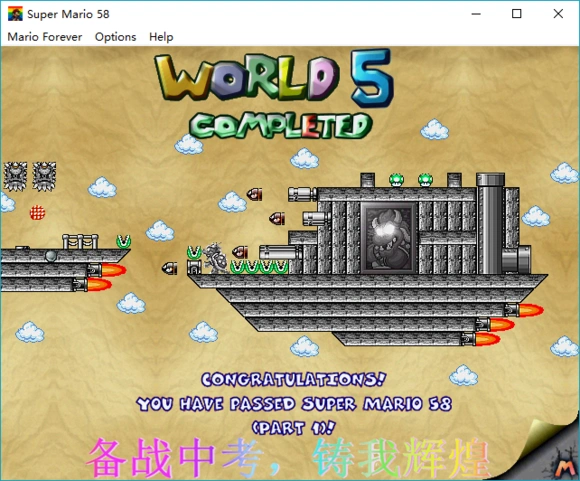 Super Mario 58
Mario Forever Options Help
WORLD 5
COMPLETED
CONGRATULATIONS!
YOU HAVE PASSED SUPER MARIO 58
(PART 1)!
备战中考，铸我辉煌
M